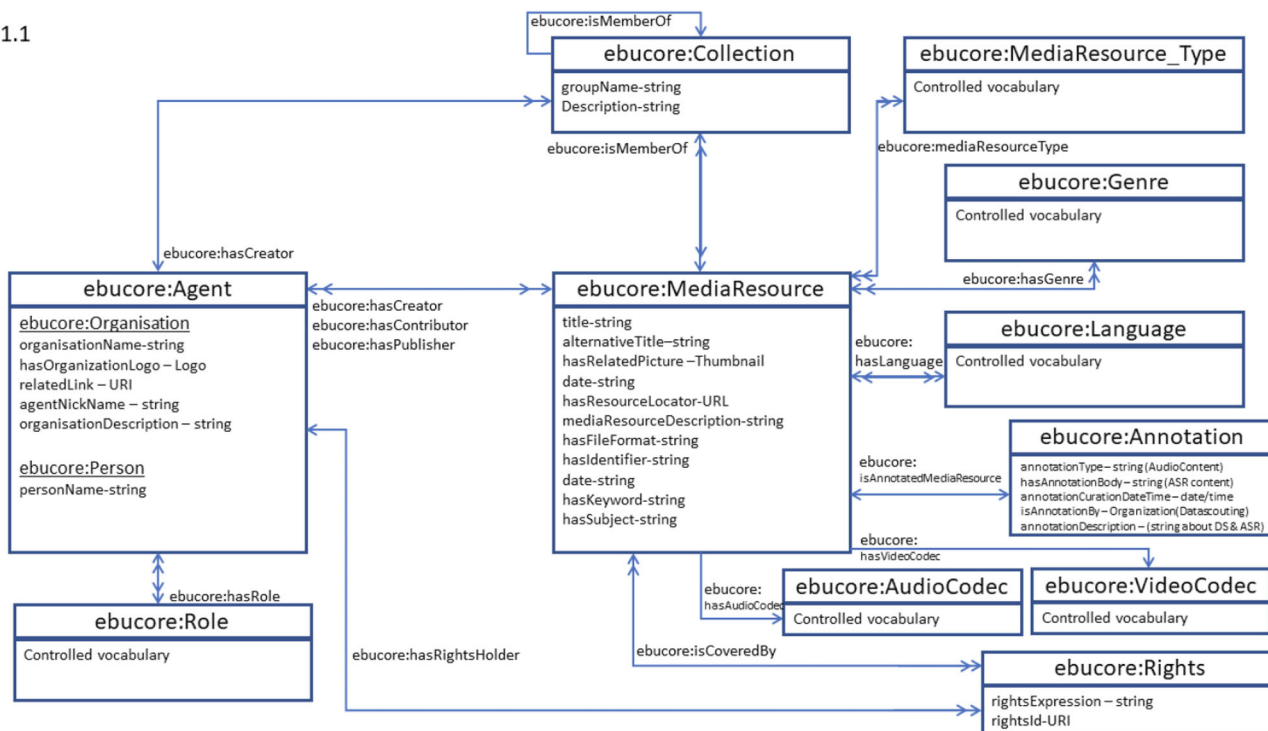 1.1
ebucore:isMemberOf
ebucore:Collection
groupName-string
Description-string
ebucore:MediaResource_Type
Controlled vocabulary
ebucore:isMemberOf
ebucore:mediaResourceType
ebucore:Genre
Controlled vocabulary
ebucore:hasGenre
ebucore:hasCreator
ebucore:Agent
ebucore:Organisation
organisationName-string
hasOrganizationLogo – Logo
relatedLink – URI
agentNickName – string
organisationDescription – string
ebucore:Person
personName-string
ebucore:hasCreator
ebucore:hasContributor
ebucore:hasPublisher
ebucore:MediaResource
title-string
alternativeTitle–string
hasRelatedPicture –Thumbnail
date-string
hasResourceLocator-URL
mediaResourceDescription-string
hasFileFormat-string
hasIdentifier-string
date-string
hasKeyword-string
hasSubject-string
ebucore:
hasLanguage
ebucore:Language
Controlled vocabulary
ebucore:
isAnnotatedMediaResource
ebucore:Annotation
annotationType – string (AudioContent)
hasAnnotationBody – string (ASR content)
annotationCurationDateTime – date/time
isAnnotationBy – Organization(Datascouting)
annotationDescription – (string about DS & ASR)
ebucore:
hasVideoCodec
ebucore:
hasAudioCodec
ebucore:AudioCodec
Controlled vocabulary
ebucore:VideoCodec
Controlled vocabulary
ebucore:hasRole
ebucore:Role
Controlled vocabulary
ebucore:hasRightsHolder
ebucore:isCoveredBy
ebucore:Rights
rightsExpression – string
rightsId-URI